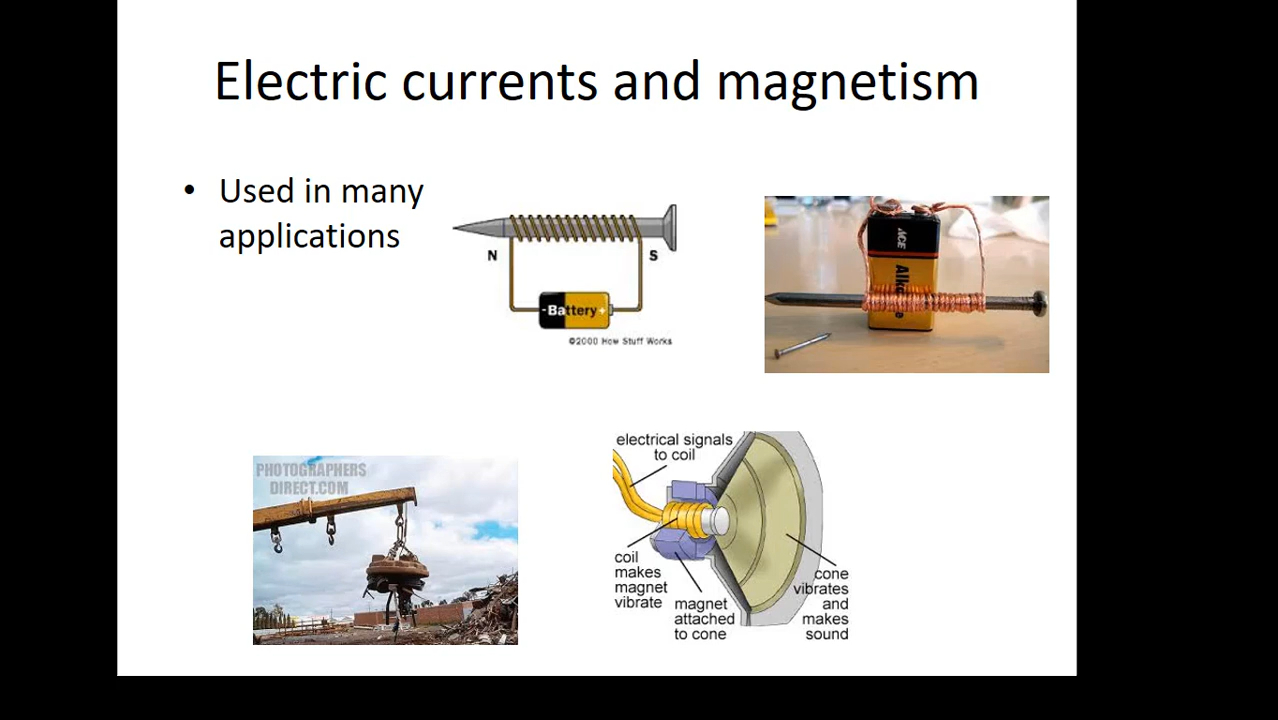 Electric currents and magnetism
• Used in many
applications
N
S
-Battery+
©2000 How Stuff Works
ACE
PHOTOGRAPHERS
DIRECT.COM
electrical signals
to coil
coil
makes
magnet
vibrate
magnet
attached
to cone
cone
vibrates
and
makes
sound